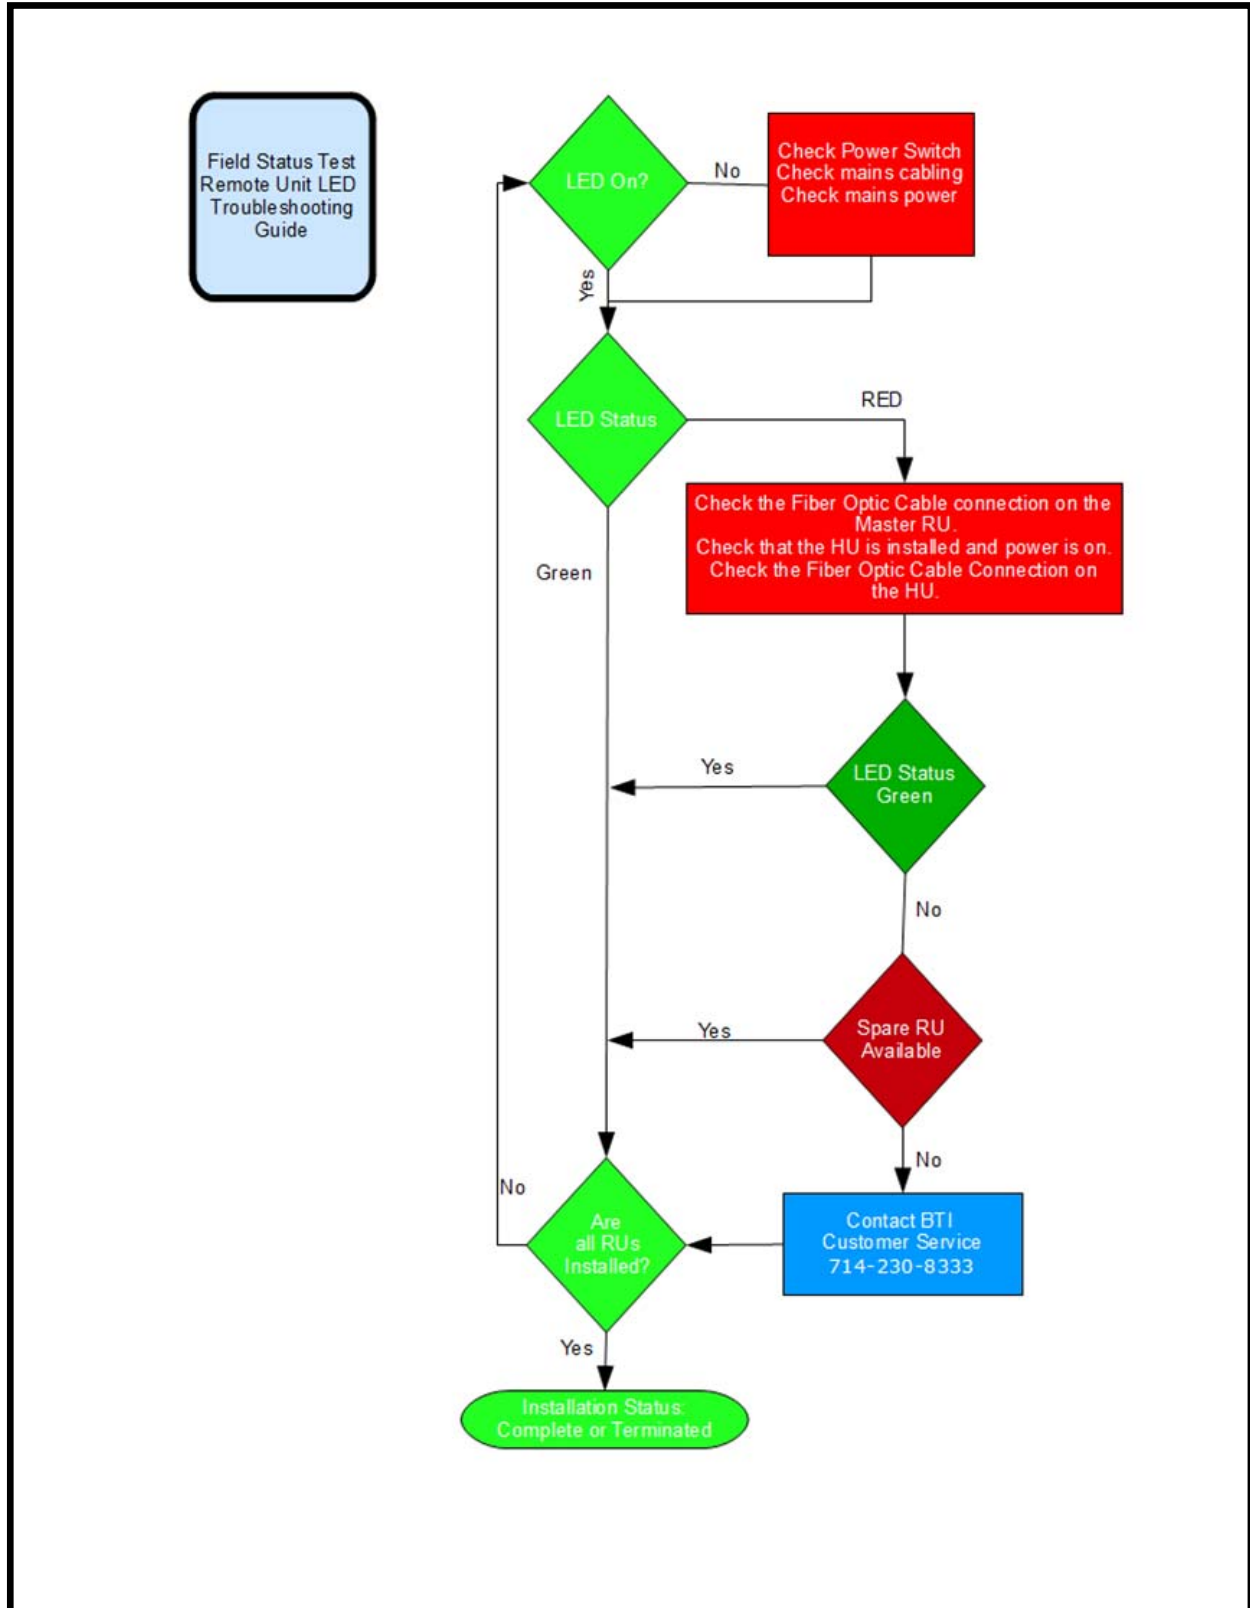 Field Status Test
Remote Unit LED
Troubleshooting
Guide
LED On?
No
Check Power Switch
Check mains cabling
Check mains power
Yes
LED Status
RED
Check the Fiber Optic Cable connection on the
Master RU.
Check that the HU is installed and power is on.
Check the Fiber Optic Cable Connection on
the HU.
Green
LED Status
Green
Yes
No
Spare RU
Available
Yes
No
Contact BTI
Customer Service
714-230-8333
Are
all RUs
Installed?
No
Yes
Installation Status:
Complete or Terminated